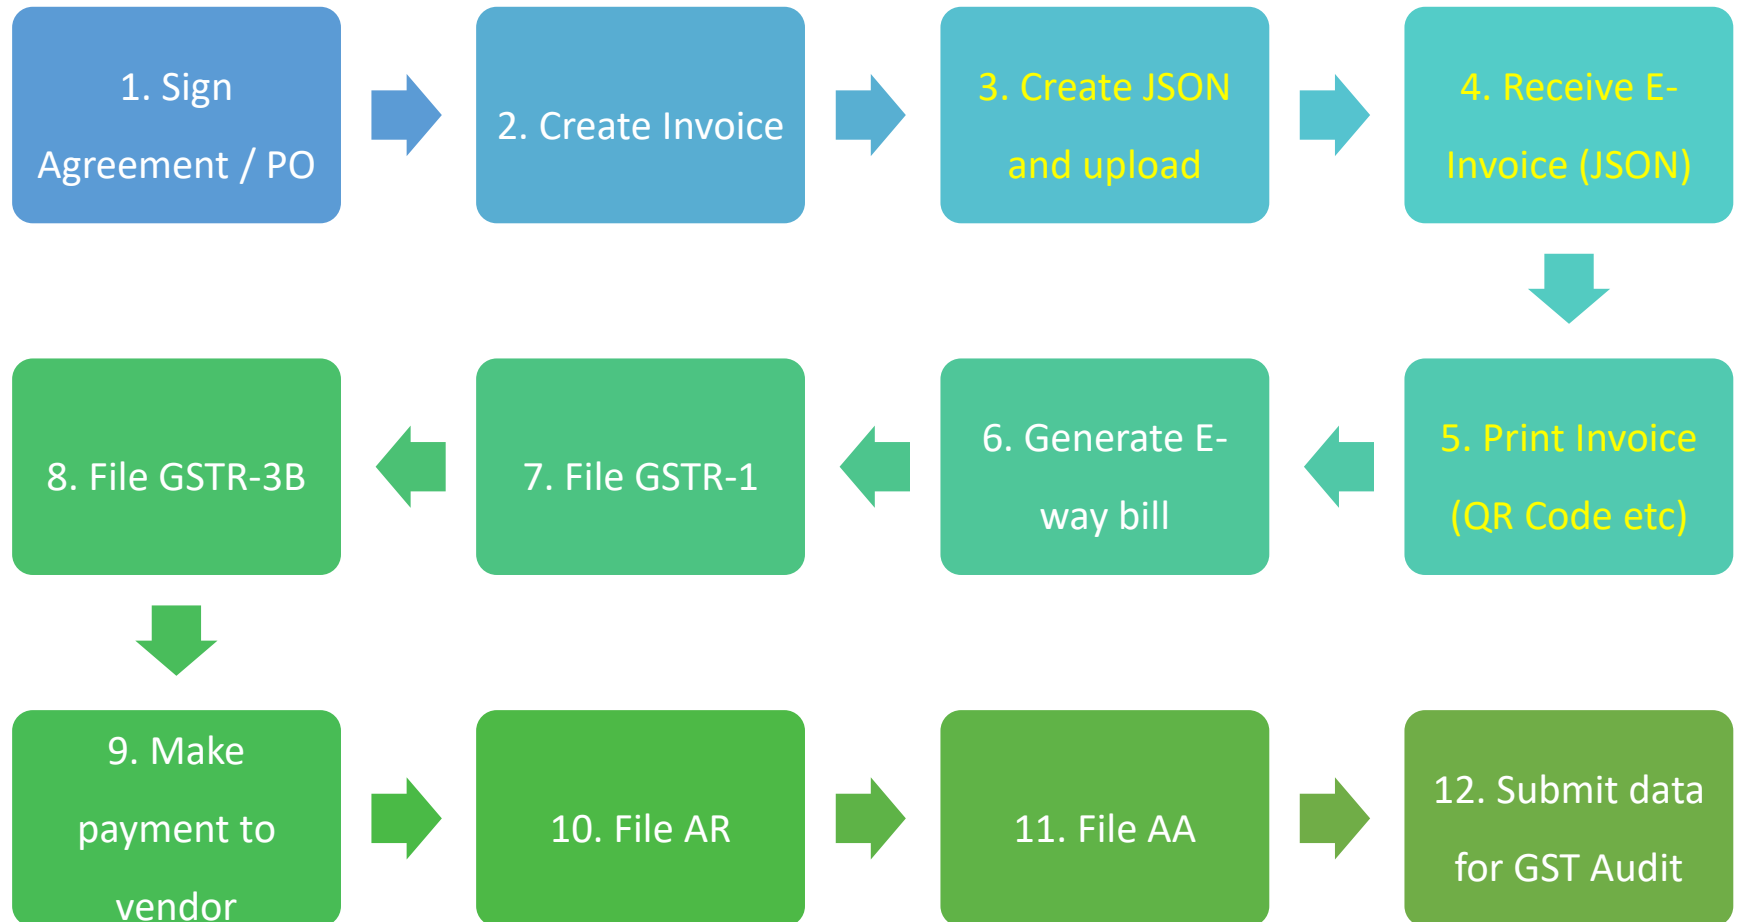 1. Sign
Agreement / PO
2. Create Invoice
3. Create JSON
and upload
4. Receive E-
Invoice (JSON)
5. Print Invoice
(QR Code etc)
6. Generate E-
way bill
7. File GSTR-1
8. File GSTR-3B
9. Make
payment to
vendor
10. File AR
11. File AA
12. Submit data
for GST Audit